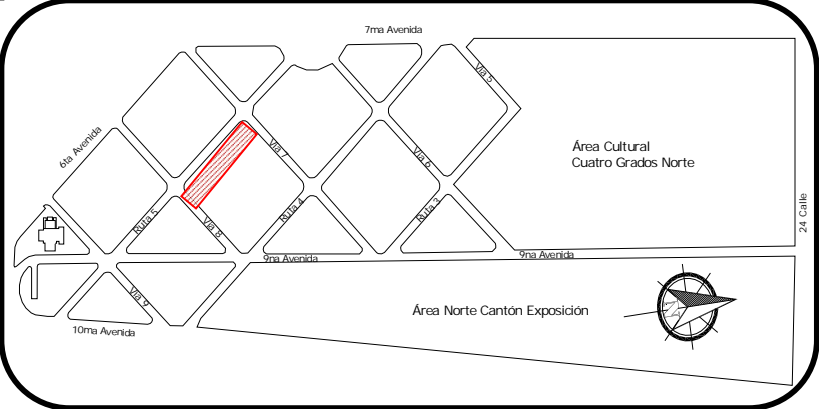 7ma Avenida
Vía 5
6ta Avenida
Vía 7
Vía 6
Área Cultural
Cuatro Grados Norte
24 Calle
Ruta 5
Vía 8
Ruta 4
Ruta 3
9na Avenida
9na Avenida
Vía 9
10ma Avenida
Área Norte Cantón Exposición
N